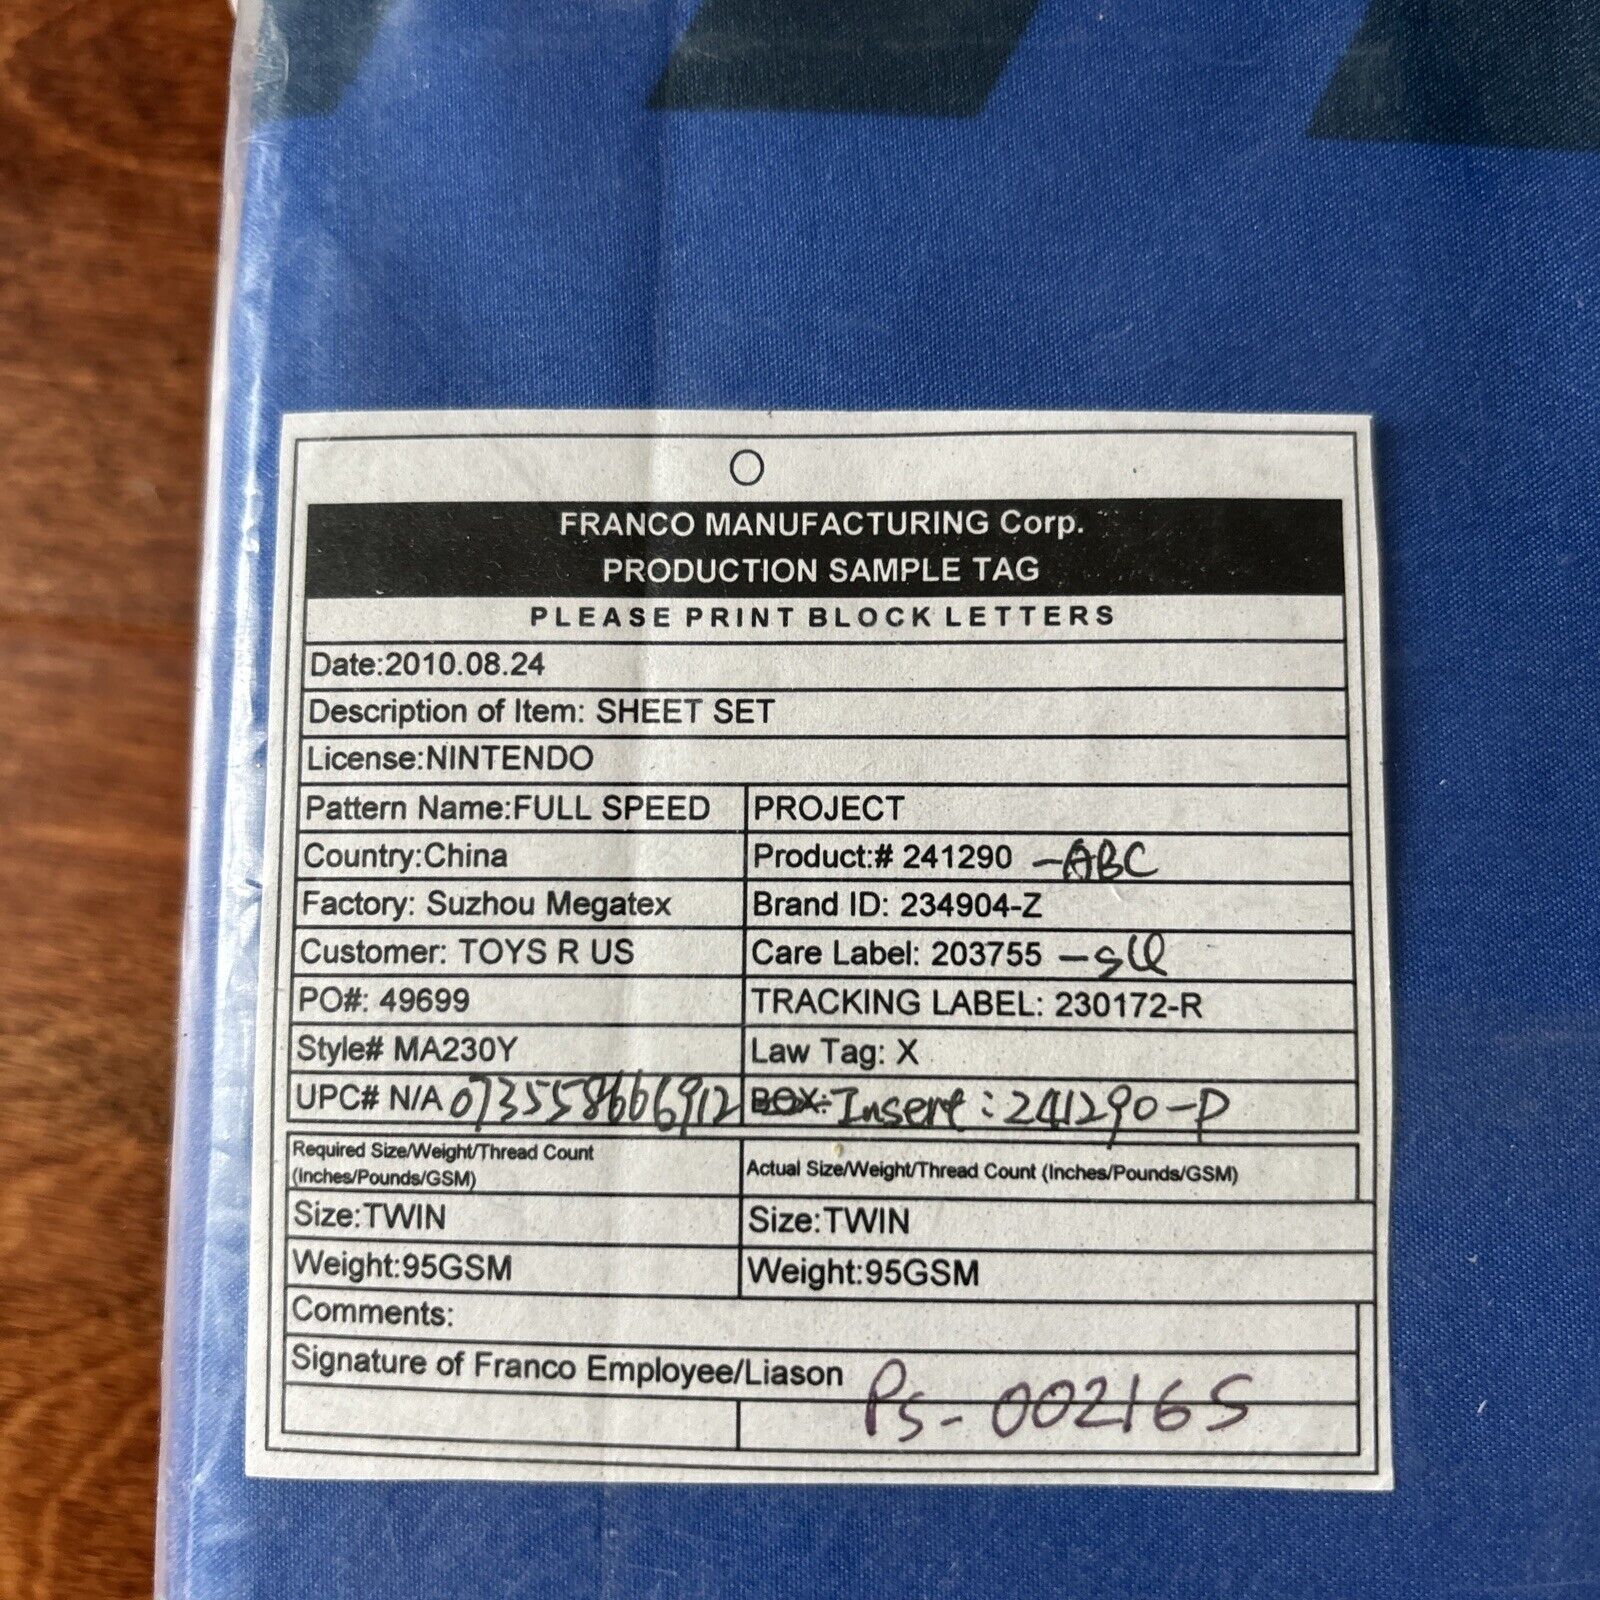 FRANCO MANUFACTURING Corp.
PRODUCTION SAMPLE TAG
PLEASE PRINT BLOCK LETTERS
Date:2010.08.24
Description of Item: SHEET SET
License:NINTENDO
Pattern Name:FULL SPEED PROJECT
Country:China Product:# 241290 -ABC
Factory: Suzhou Megatex Brand ID: 234904-Z
Customer: TOYS R US Care Label: 203755 -SQ
PO#: 49699 TRACKING LABEL: 230172-R
Style# MA230Y Law Tag: X
UPC# N/A 073558666912 BOX: Insert: 241290-P
Required Size/Weight/Thread Count
(Inches/Pounds/GSM)
Actual Size/Weight/Thread Count (Inches/Pounds/GSM)
Size:TWIN Size:TWIN
Weight:95GSM Weight:95GSM
Comments:
Signature of Franco Employee/Liason
PS-002165